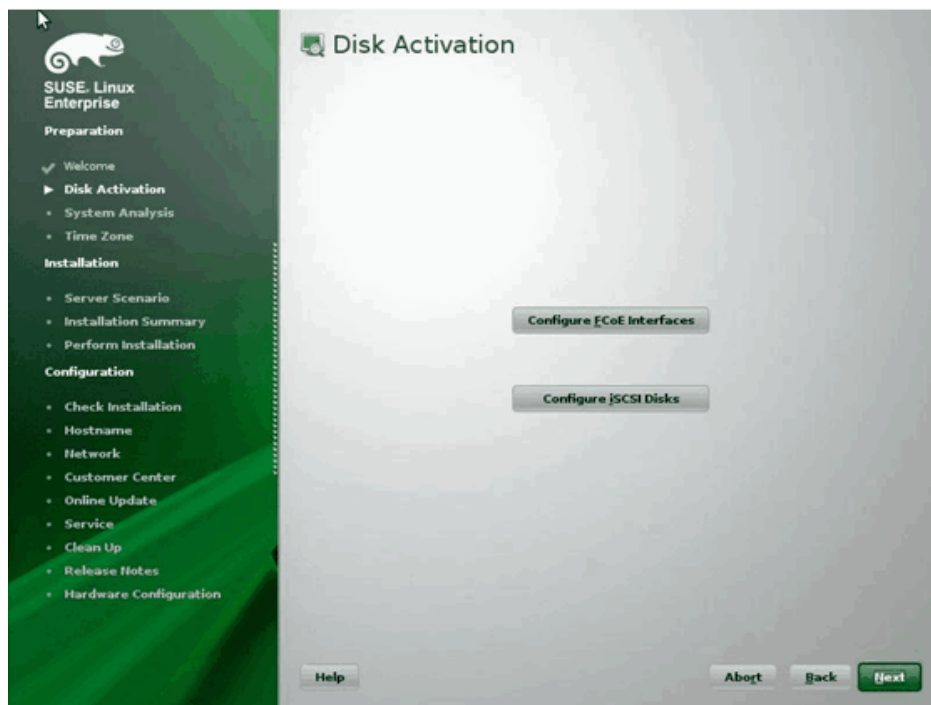 SUSE. Linux
Enterprise
Preparation
Welcome
Disk Activation
System Analysis
Time Zone
Installation
Server Scenario
Installation Summary
Perform Installation
Configuration
Check Installation
Hostname
Network
Customer Center
Online Update
Service
Clean Up
Release Notes
Hardware Configuration
Disk Activation
Configure FCoE Interfaces
Configure iSCSI Disks
Help
Abort
Back
Next